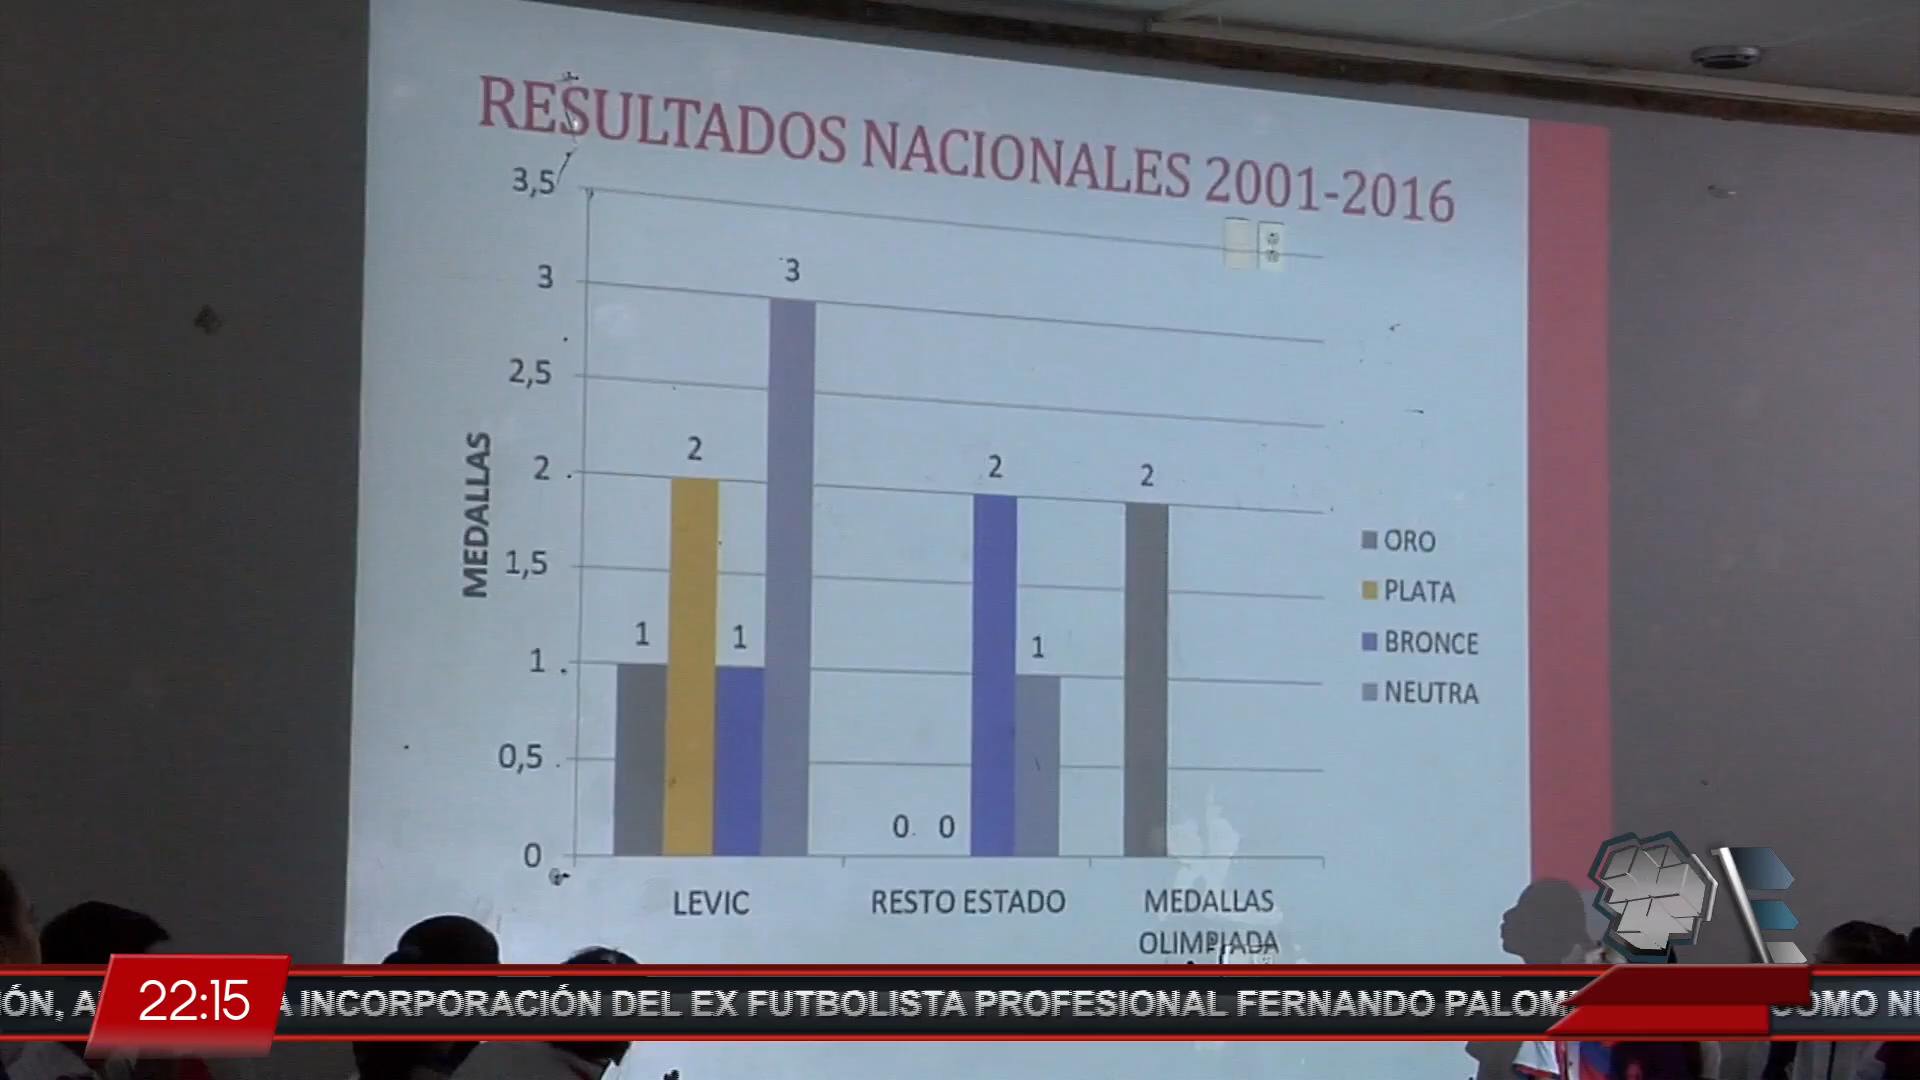 RESULTADOS NACIONALES 2001-2016
3,5
3
2,5
2
1,5
1
0,5
0
MEDALLAS
1
2
1
3
0
0
2
1
2
LEVIC
RESTO ESTADO
MEDALLAS
OLIMPIADA
ORO
PLATA
BRONCE
NEUTRA
22:15
INCORPORACIÓN DEL EX FUTBOLISTA PROFESIONAL FERNANDO